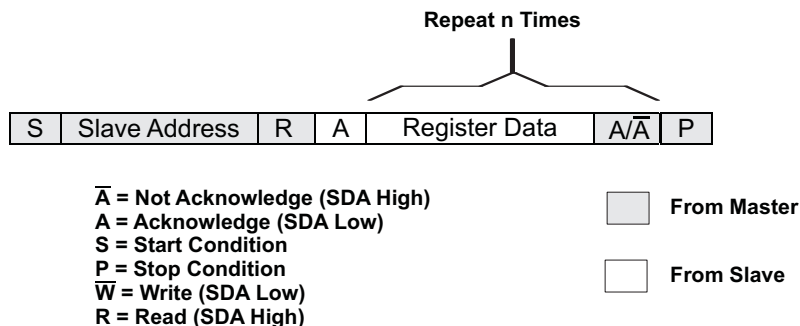 Repeat n Times
S Slave Address R A Register Data A/A̅ P
A̅ = Not Acknowledge (SDA High)
A = Acknowledge (SDA Low)
S = Start Condition
P = Stop Condition
W̅ = Write (SDA Low)
R = Read (SDA High)
From Master
From Slave